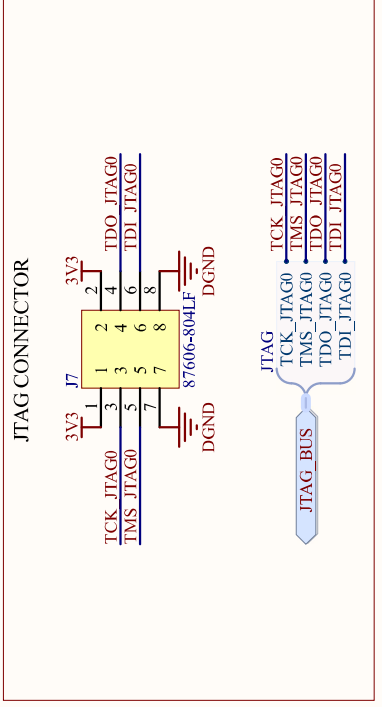 JTAG CONNECTOR
J7
3V3
1
1
2
2
3V3
TCK_JTAG0
3
3
4
4
TDO_JTAG0
TMS_JTAG0
5
5
6
6
TDI_JTAG0
7
7
8
8
DGND
87606-804LF
DGND
JTAG
JTAG_BUS
TCK_JTAG0
TCK_JTAG0
TMS_JTAG0
TMS_JTAG0
TDO_JTAG0
TDO_JTAG0
TDI_JTAG0
TDI_JTAG0